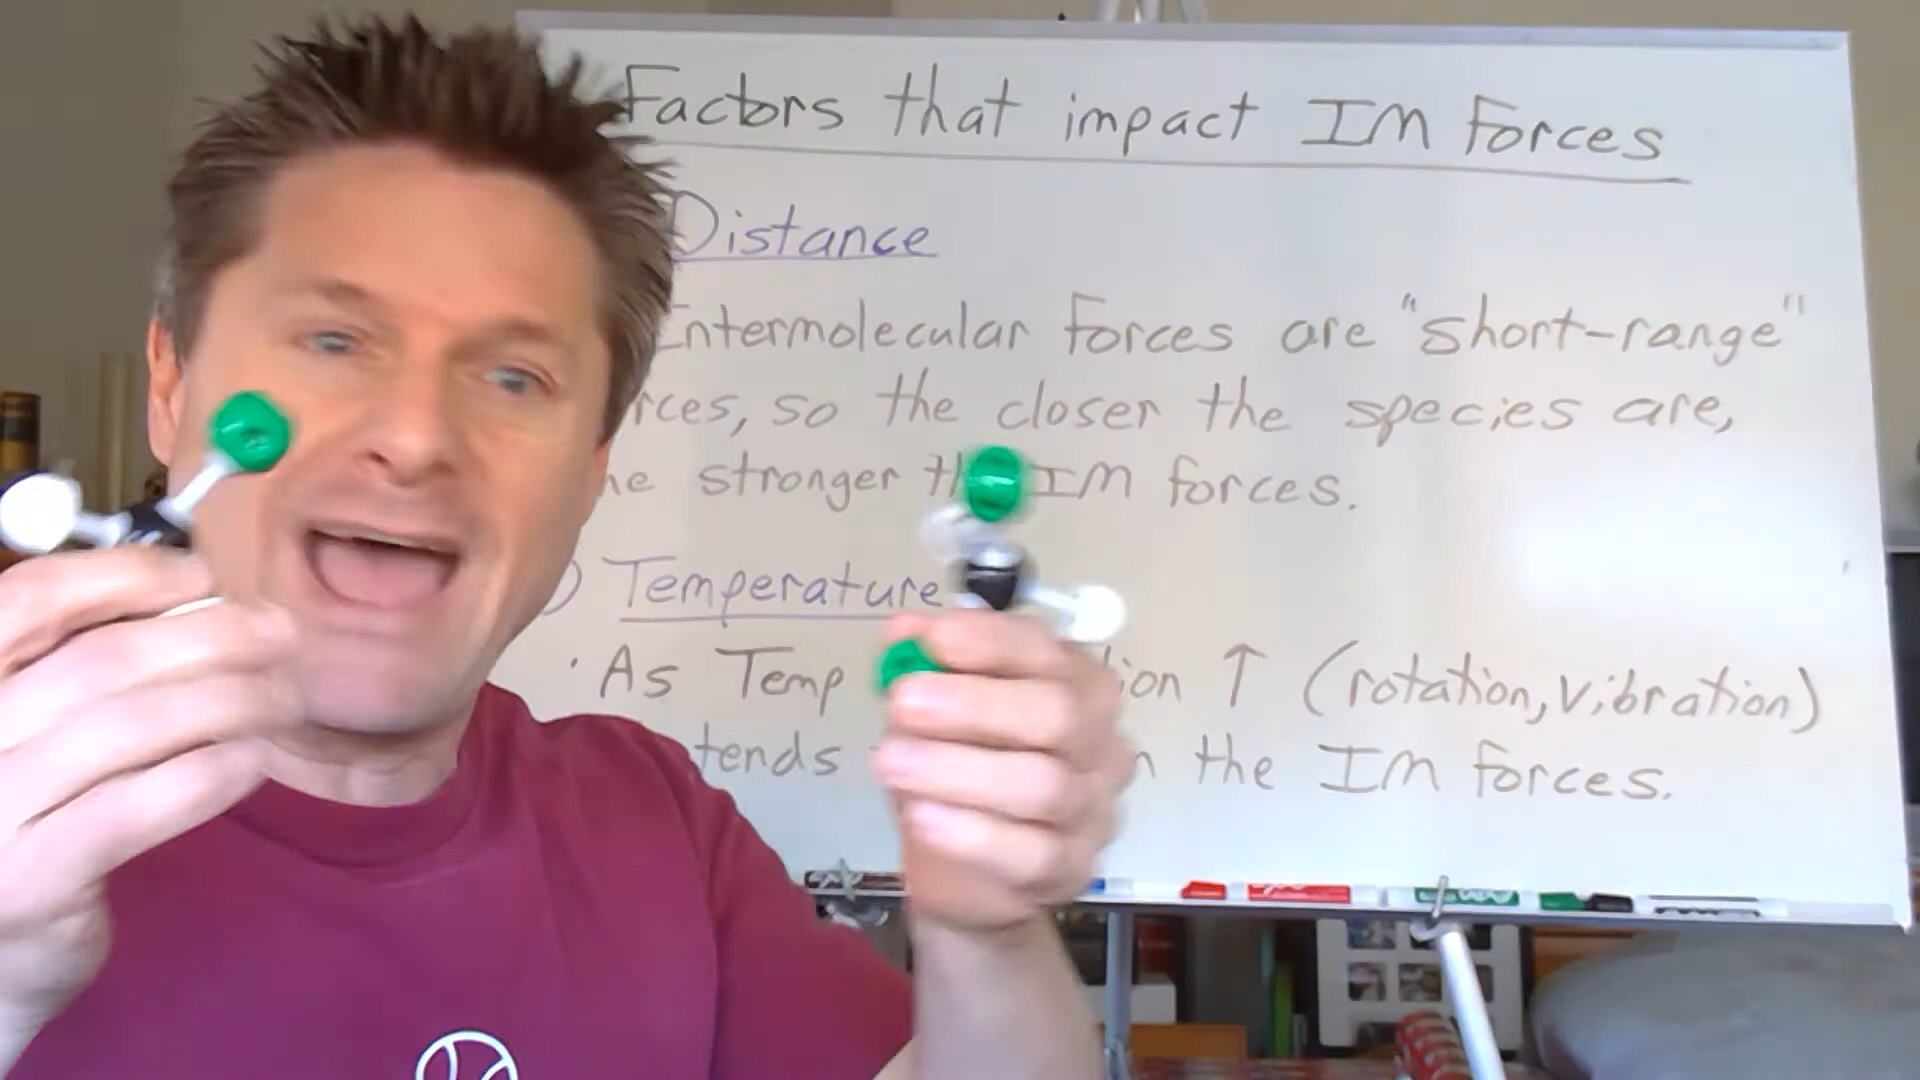 Factors that impact IM Forces
Distance
Intermolecular forces are "short-range"
rces, so the closer the species are,
he stronger th IM forces.
) Temperature
· As Temp ion ↑ (rotation, vibration)
tends n the IM forces.